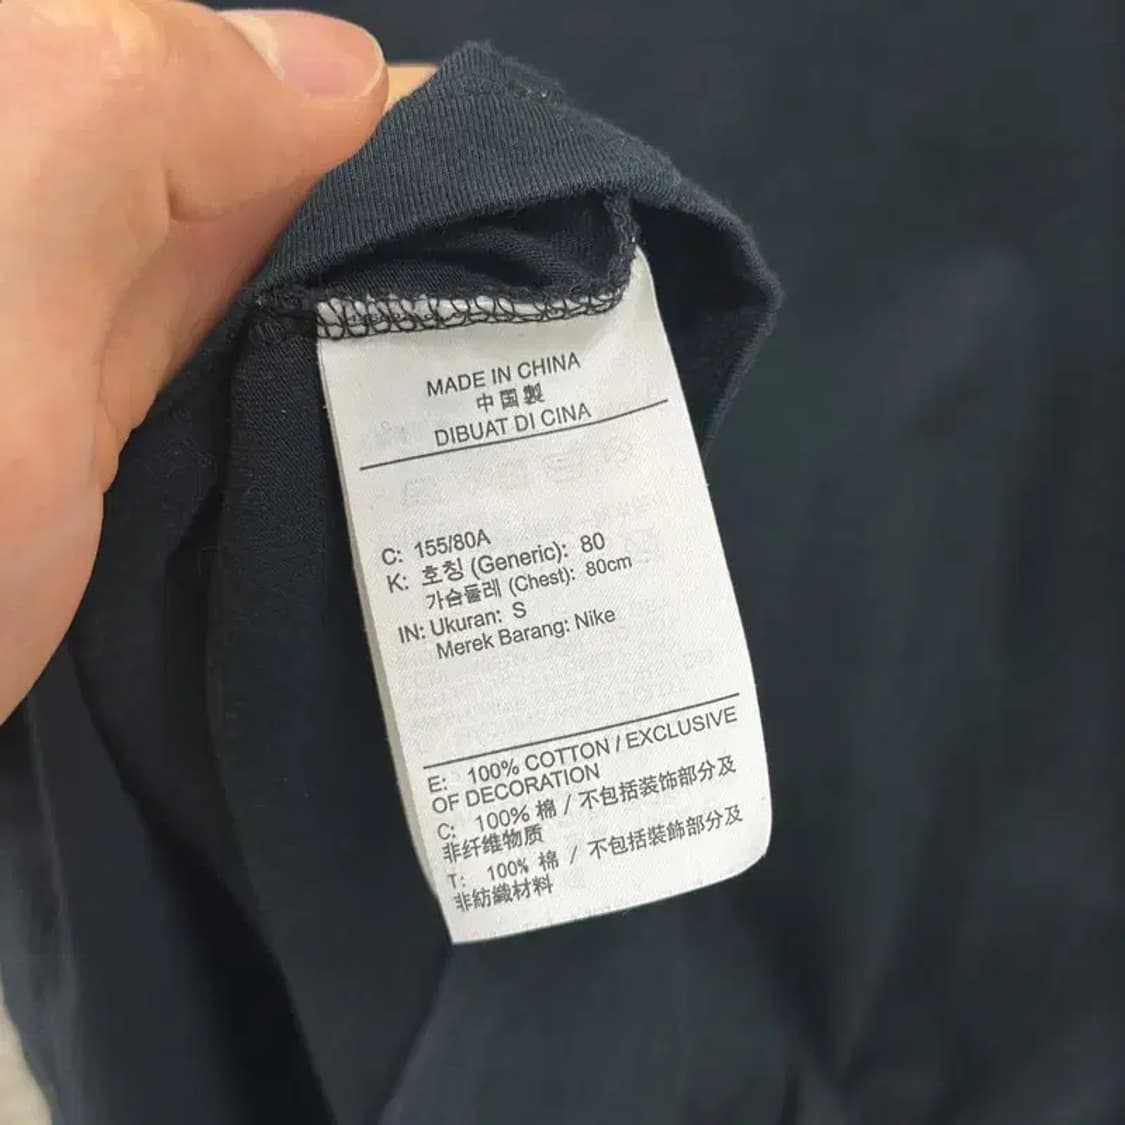 MADE IN CHINA
中国製
DIBUAT DI CINA
C: 155/80A
K: 호칭 (Generic): 80
가슴둘레 (Chest): 80cm
IN: Ukuran: S
Merek Barang: Nike
E: 100% COTTON / EXCLUSIVE
OF DECORATION
C: 100% 棉 / 不包括装饰部分及
非纤维物质
T: 100% 棉 / 不包括裝飾部分及
非紡織材料